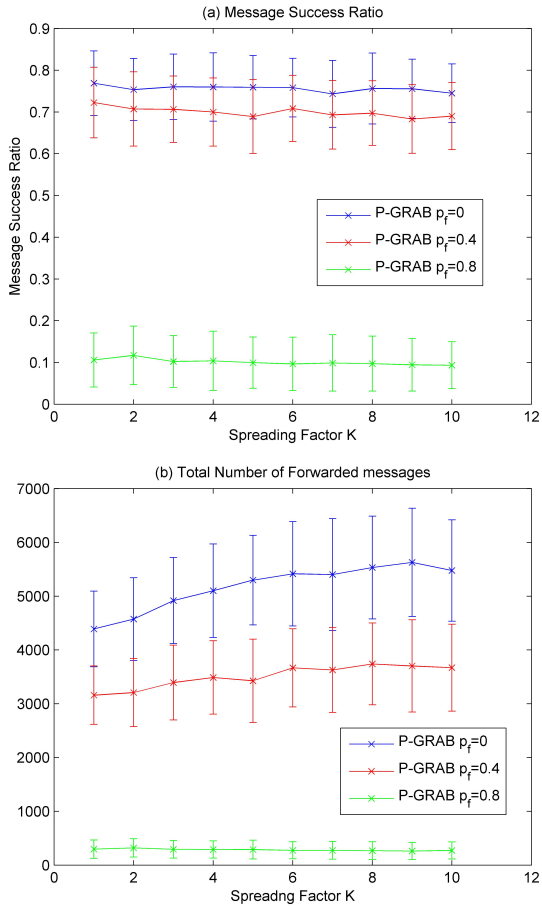 (a) Message Success Ratio
0.9
0.8
0.7
0.6
0.5
0.4
0.3
0.2
0.1
0
Message Success Ratio
P-GRAB p_f=0
P-GRAB p_f=0.4
P-GRAB p_f=0.8
0 2 4 6 8 10 12
Spreading Factor K
(b) Total Number of Forwarded messages
7000
6000
5000
4000
3000
2000
1000
0
P-GRAB p_f=0
P-GRAB p_f=0.4
P-GRAB p_f=0.8
0 2 4 6 8 10 12
Spreadng Factor K